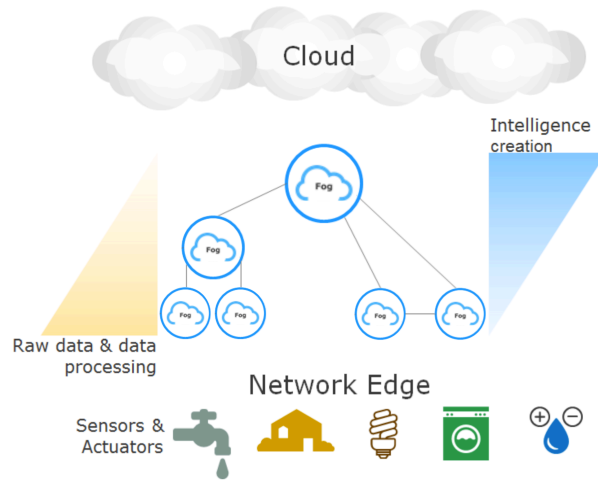 Cloud
Intelligence
creation
Fog
Fog
Fog
Fog
Fog
Fog
Raw data & data
processing
Network Edge
Sensors &
Actuators